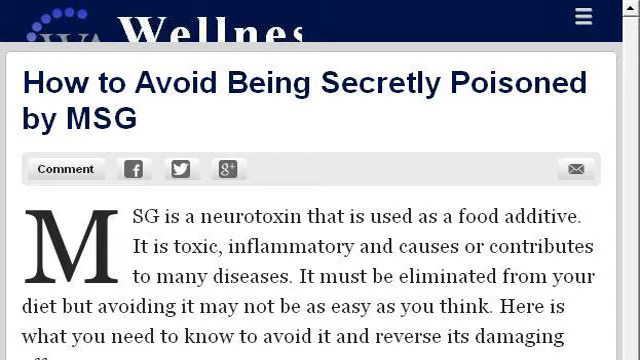 WA Wellnes
How to Avoid Being Secretly Poisoned
by MSG
Comment
MSG is a neurotoxin that is used as a food additive.
It is toxic, inflammatory and causes or contributes
to many diseases. It must be eliminated from your
diet but avoiding it may not be as easy as you think. Here is
what you need to know to avoid it and reverse its damaging